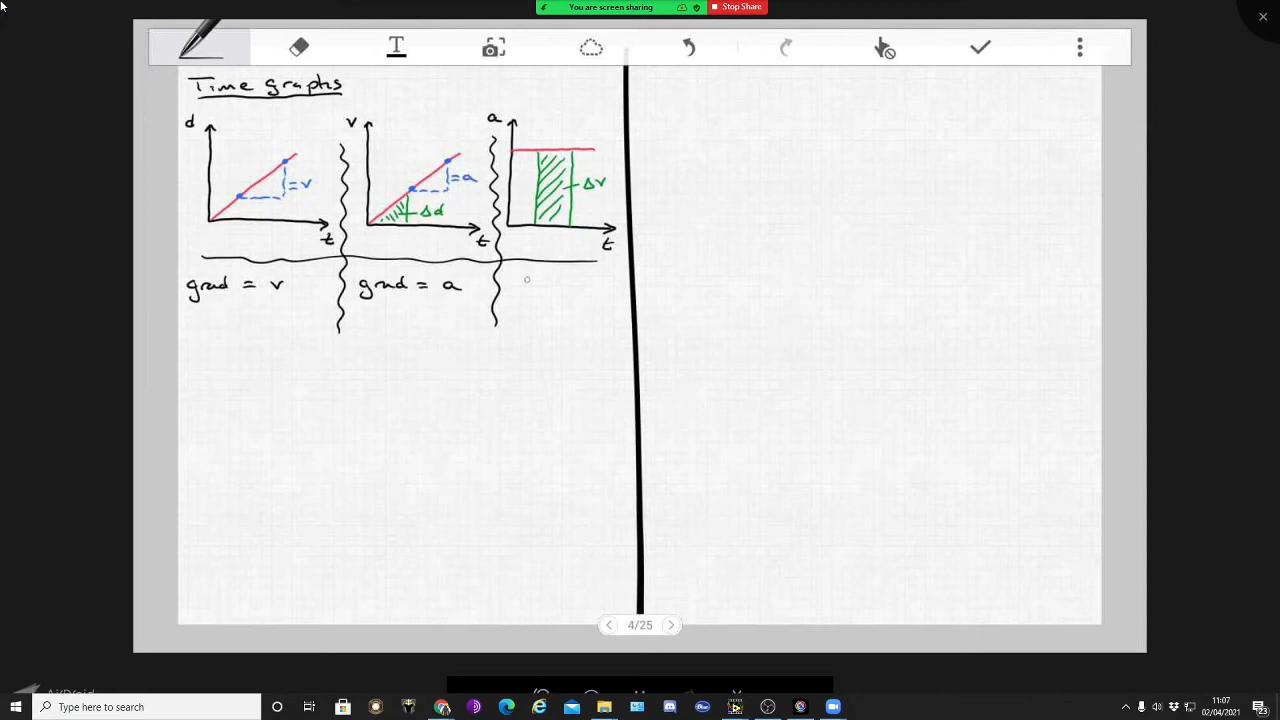 You are screen sharing
Stop Share
T
Time graphs
d
= v
t
v
= a
Δd
t
a
Δv
t
grad = v
grad = a
4/25
AirDroid
Type here to search
11:07
02/04/2021